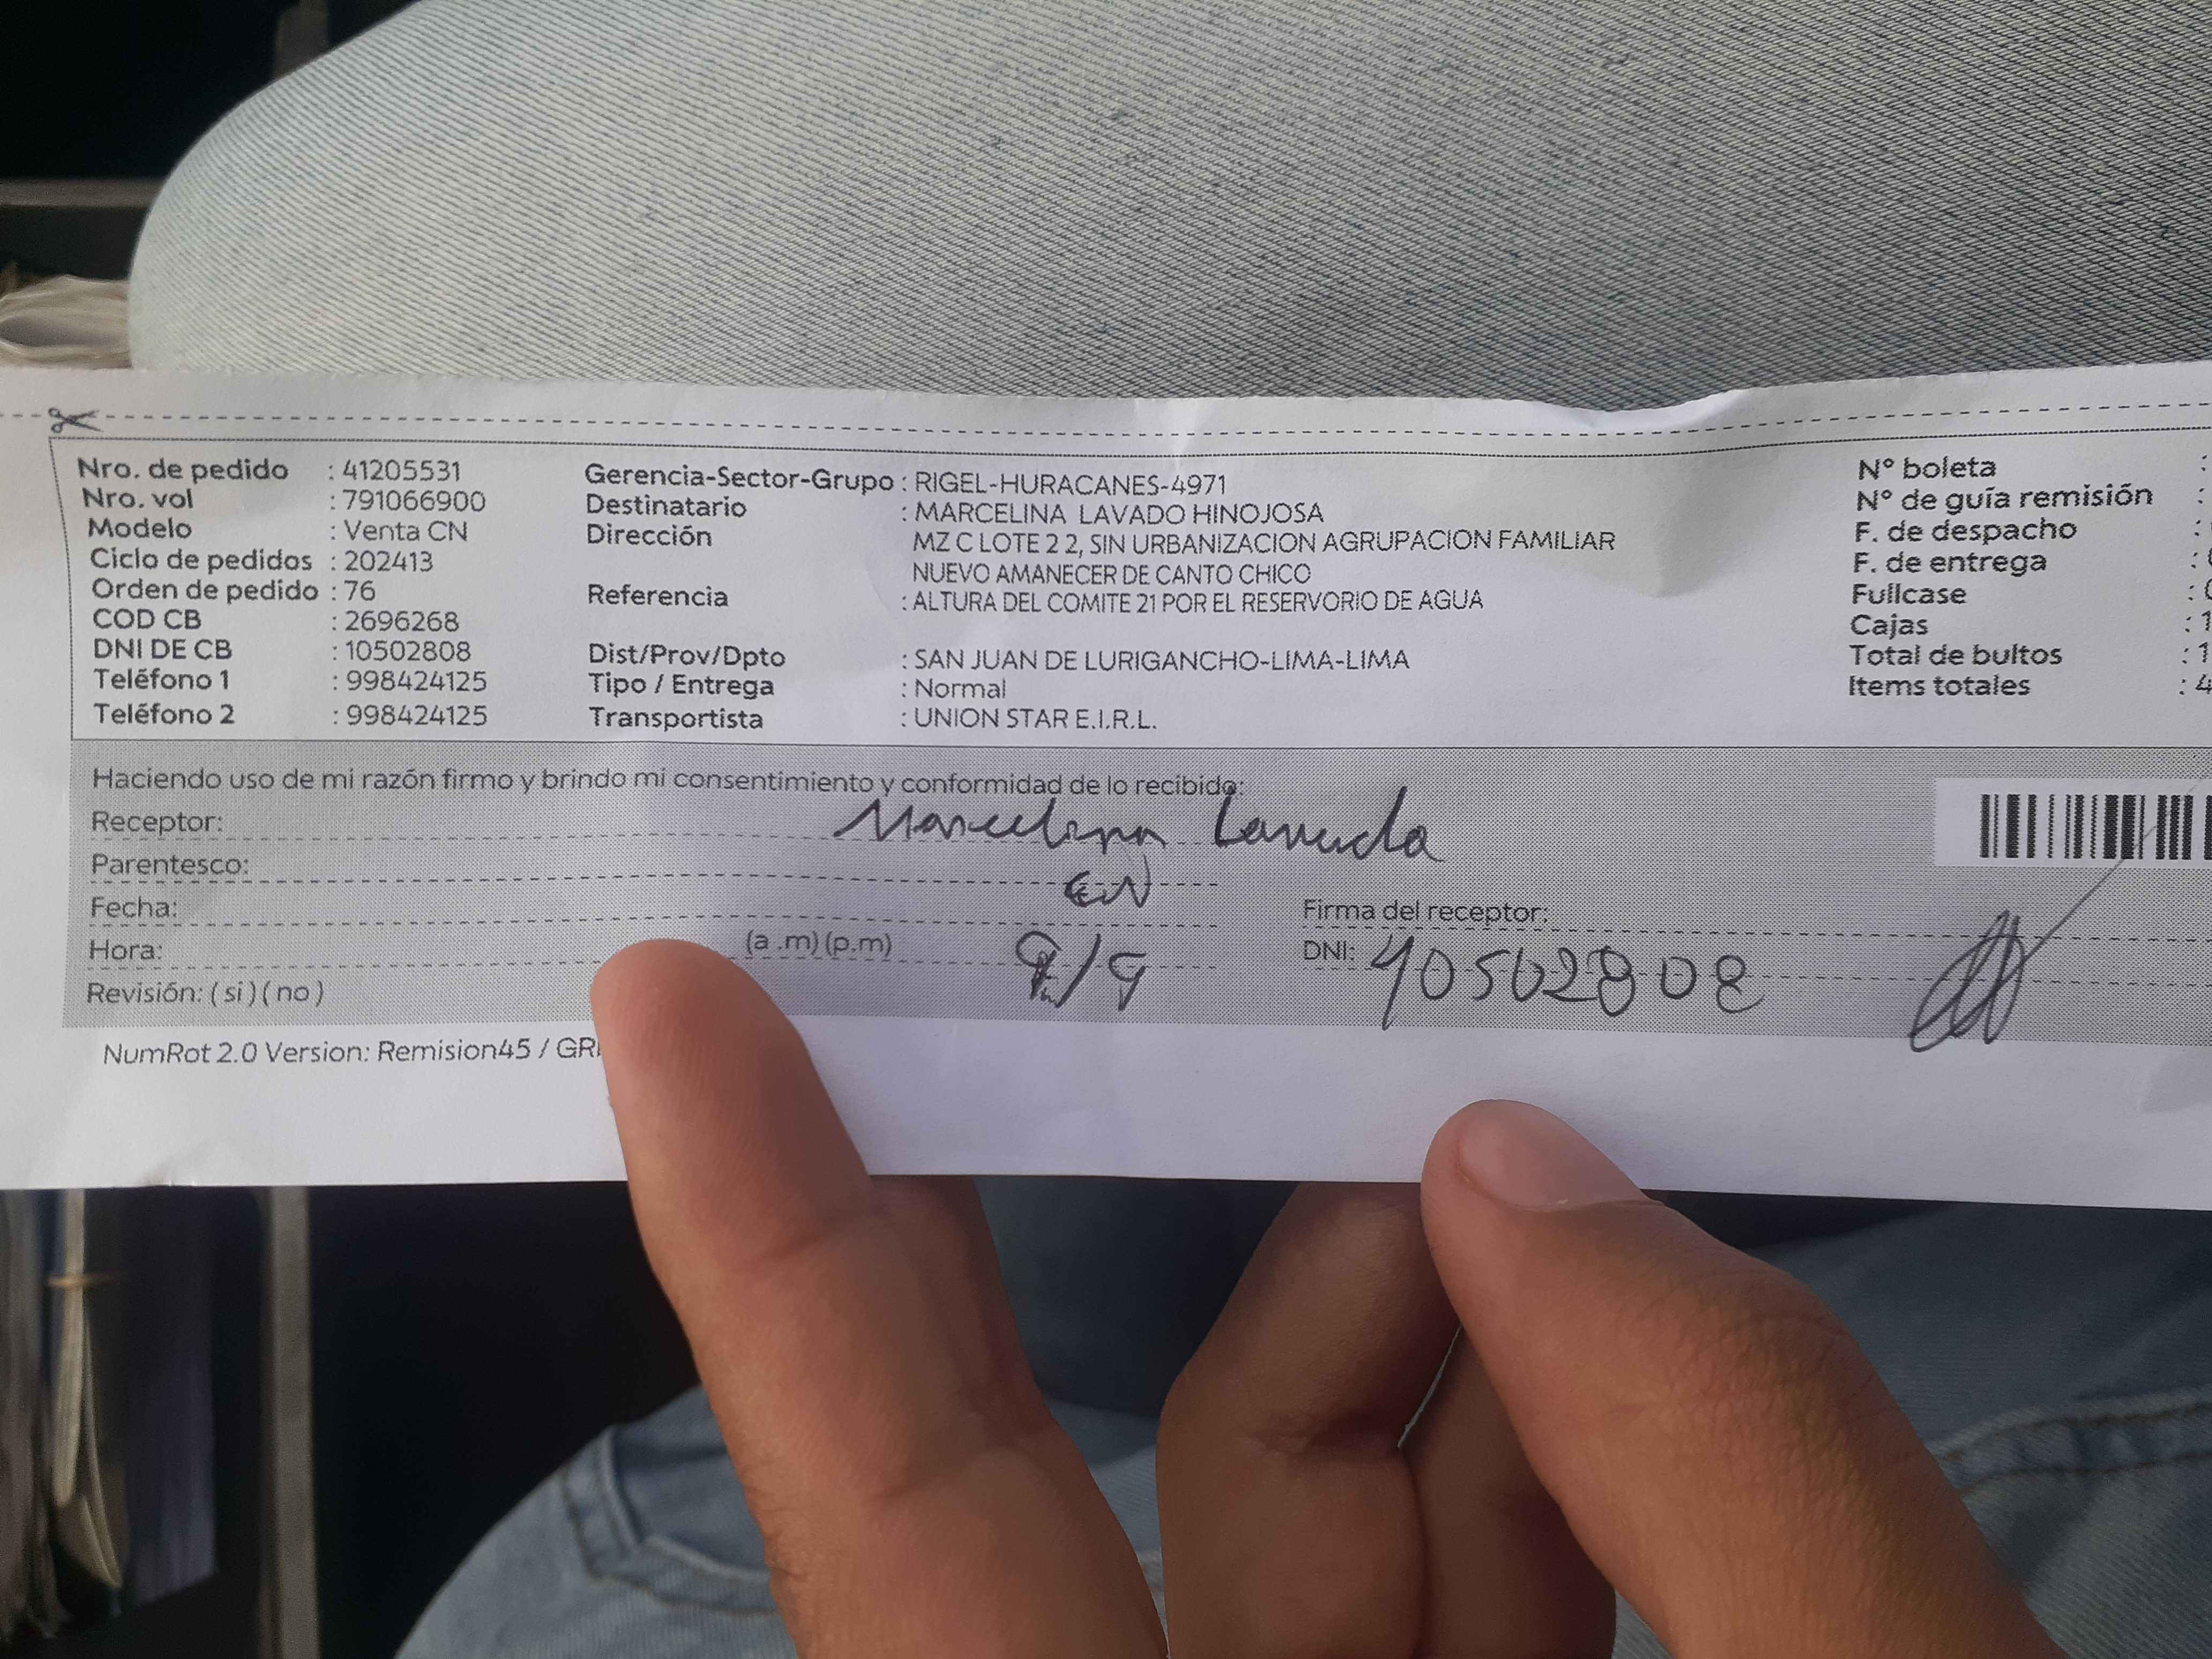 Nro. de pedido : 41205531
Nro. vol : 791066900
Modelo : Venta CN
Ciclo de pedidos : 202413
Orden de pedido : 76
COD CB : 2696268
DNI DE CB : 10502808
Teléfono 1 : 998424125
Teléfono 2 : 998424125
Gerencia-Sector-Grupo : RIGEL-HURACANES-4971
Destinatario : MARCELINA LAVADO HINOJOSA
Dirección MZ C LOTE 2 2, SIN URBANIZACION AGRUPACION FAMILIAR
NUEVO AMANECER DE CANTO CHICO
Referencia : ALTURA DEL COMITE 21 POR EL RESERVORIO DE AGUA
Dist/Prov/Dpto : SAN JUAN DE LURIGANCHO-LIMA-LIMA
Tipo / Entrega : Normal
Transportista : UNION STAR E.I.R.L.
N° boleta :
N° de guía remisión :
F. de despacho :
F. de entrega :
Fullcase :
Cajas : 1
Total de bultos : 1
Items totales : 4
Haciendo uso de mi razón firmo y brindo mi consentimiento y conformidad de lo recibido:
Receptor: Marcelina Lavado
Parentesco:
Fecha:
Hora: (a .m) (p.m) 9/9
Revisión: ( si ) ( no )
Firma del receptor:
DNI: 40502808
NumRot 2.0 Version: Remision45 / GR